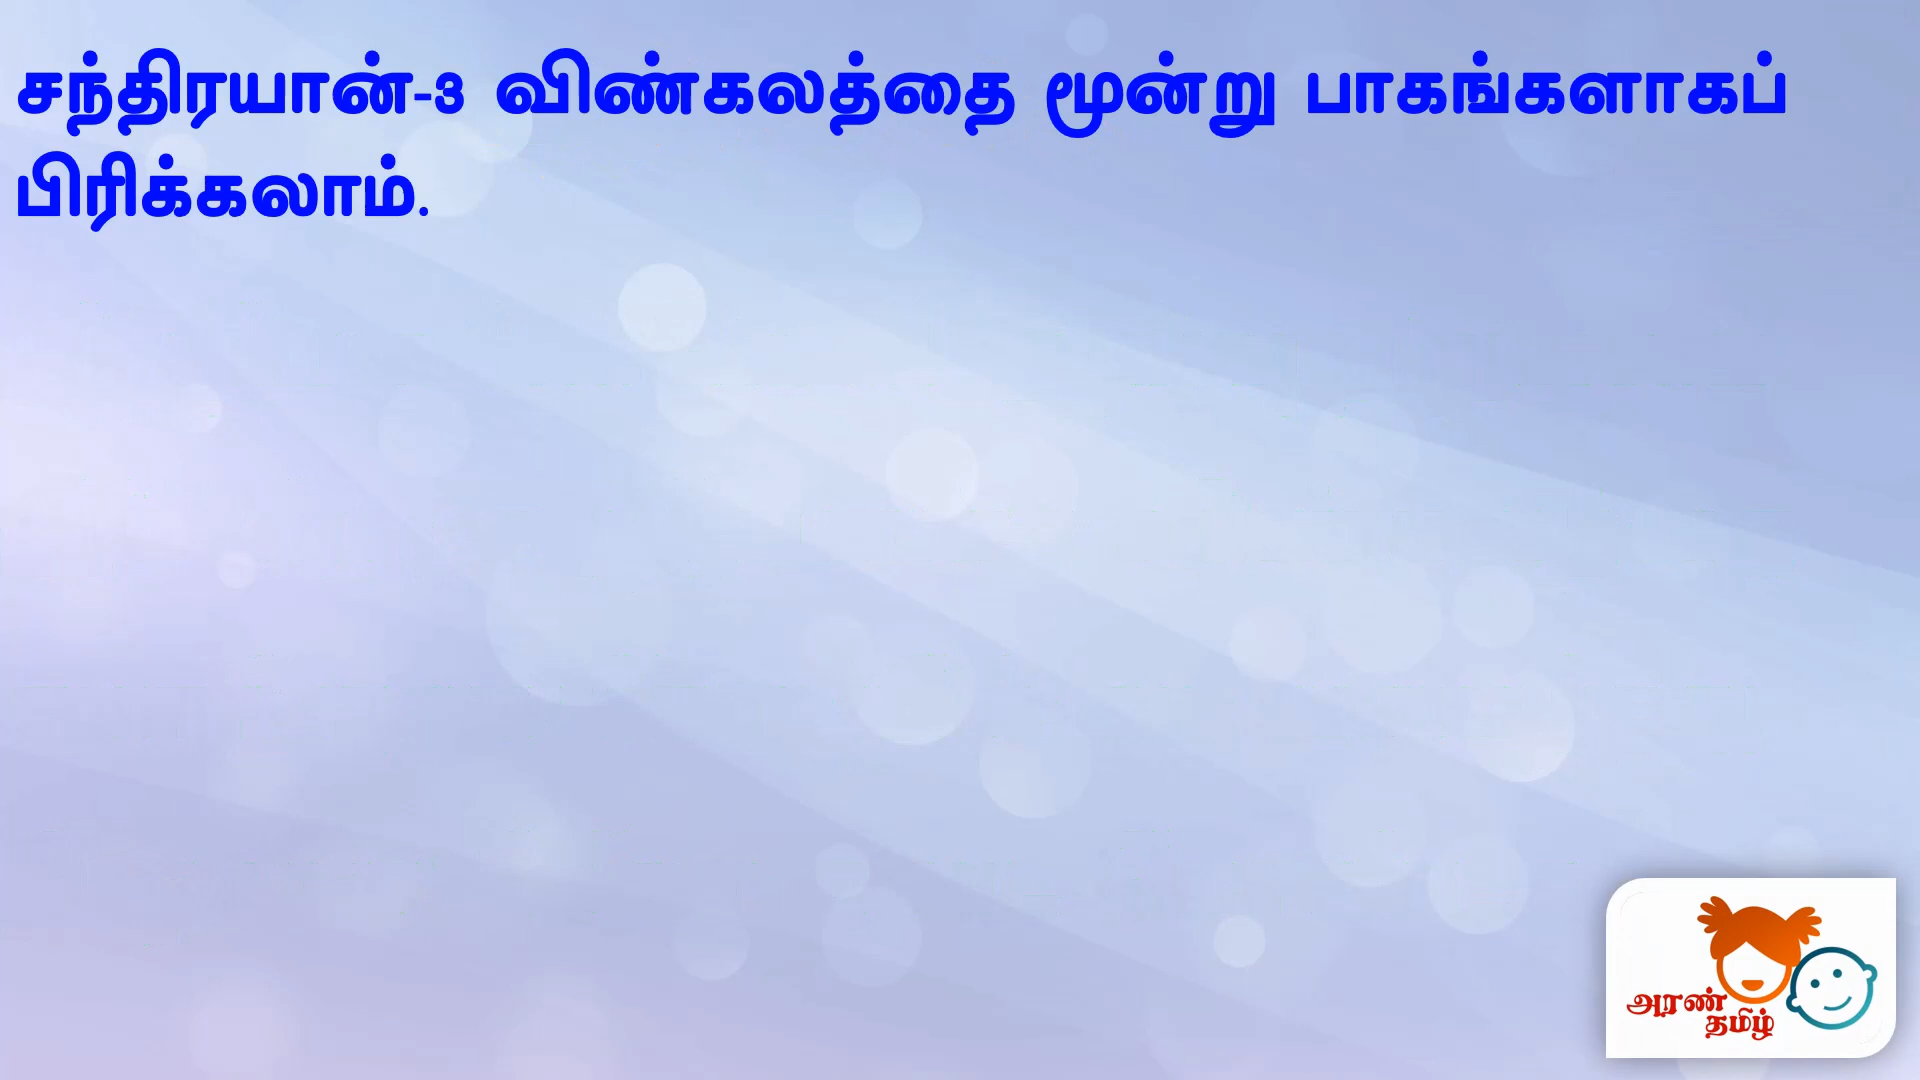 சந்திரயான்-3 விண்கலத்தை மூன்று பாகங்களாகப்
பிரிக்கலாம்.
அரண்
தமிழ்